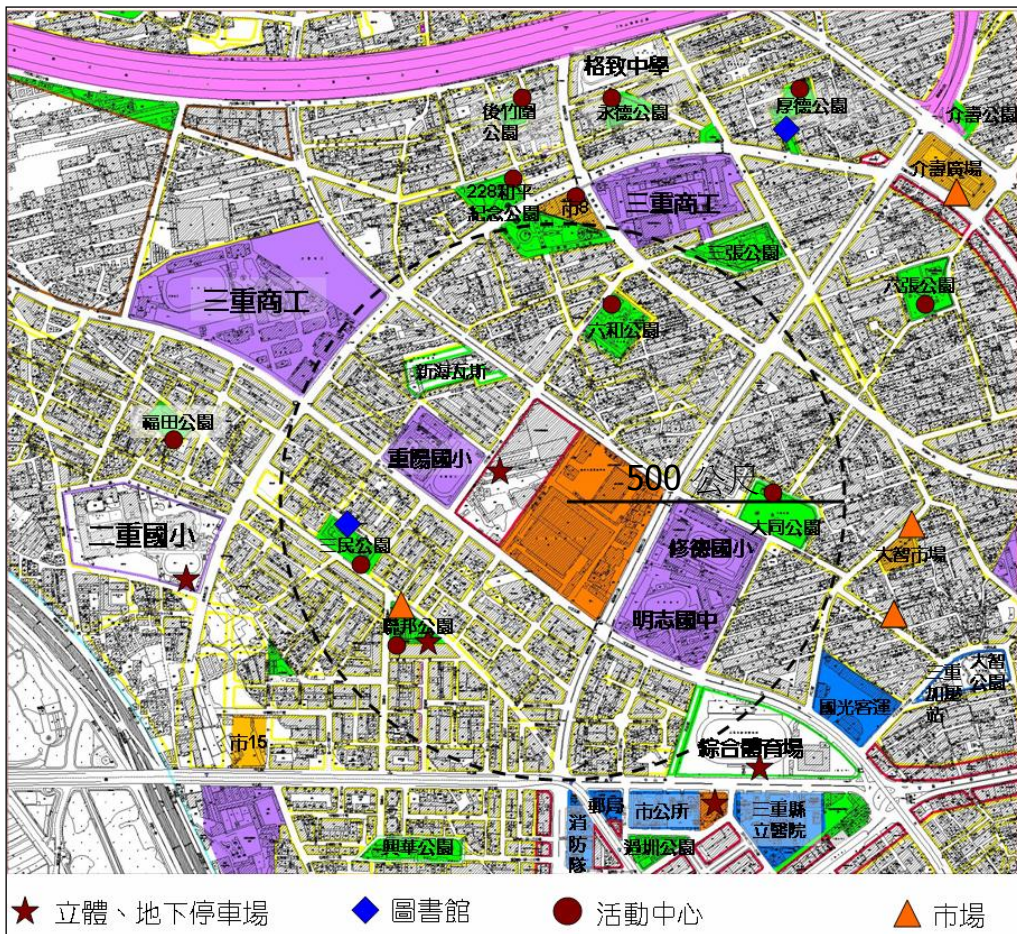 格致中學
後竹圍
公園
永德公園
厚德公園
介壽公園
介壽廣場
228和平
紀念公園
市8
三重商工
三張公園
三重商工
六和公園
六張公園
新海瓦斯
福田公園
重陽國小
500 公尺
二重國小
三民公園
修德國小
大同公園
大智市場
明志國中
聯邦公園
三重
加壓
站
大智
公園
國光客運
市15
綜合體育場
郵局
市公所
三重縣
立醫院
消
防
隊
興華公園
過圳公園
立體、地下停車場
圖書館
活動中心
市場